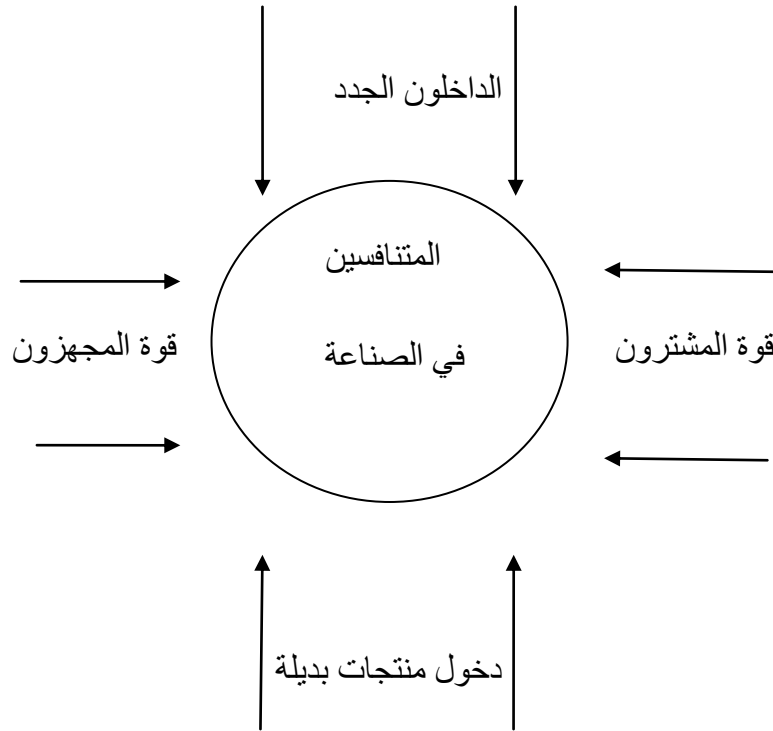 الداخلون الجدد
المتنافسين
في الصناعة
قوة المشترون
قوة المجهزون
دخول منتجات بديلة